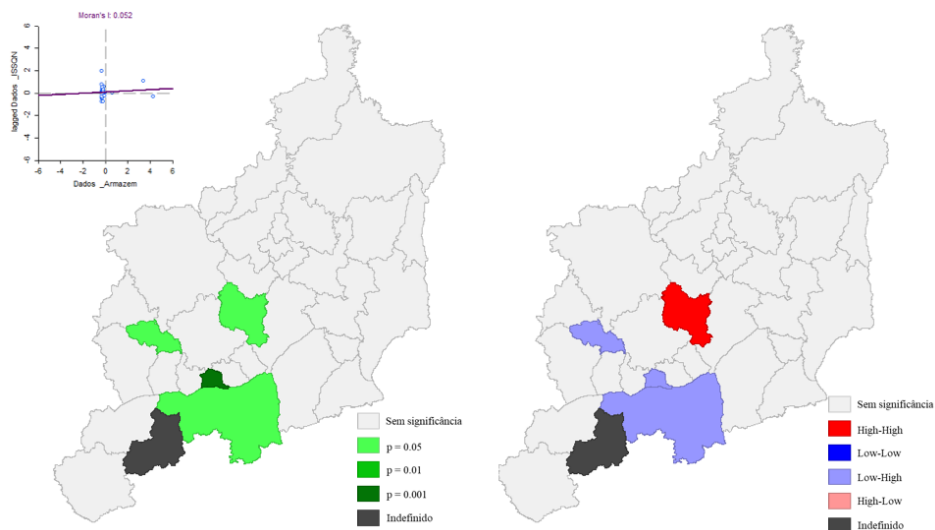 Moran's I: 0.052
lagged Dados _ISSQN
6
4
2
0
-2
-4
-6
-6
-4
-2
0
2
4
6
Dados _Armazem
Sem significância
p = 0.05
p = 0.01
p = 0.001
Indefinido
Sem significância
High-High
Low-Low
Low-High
High-Low
Indefinido